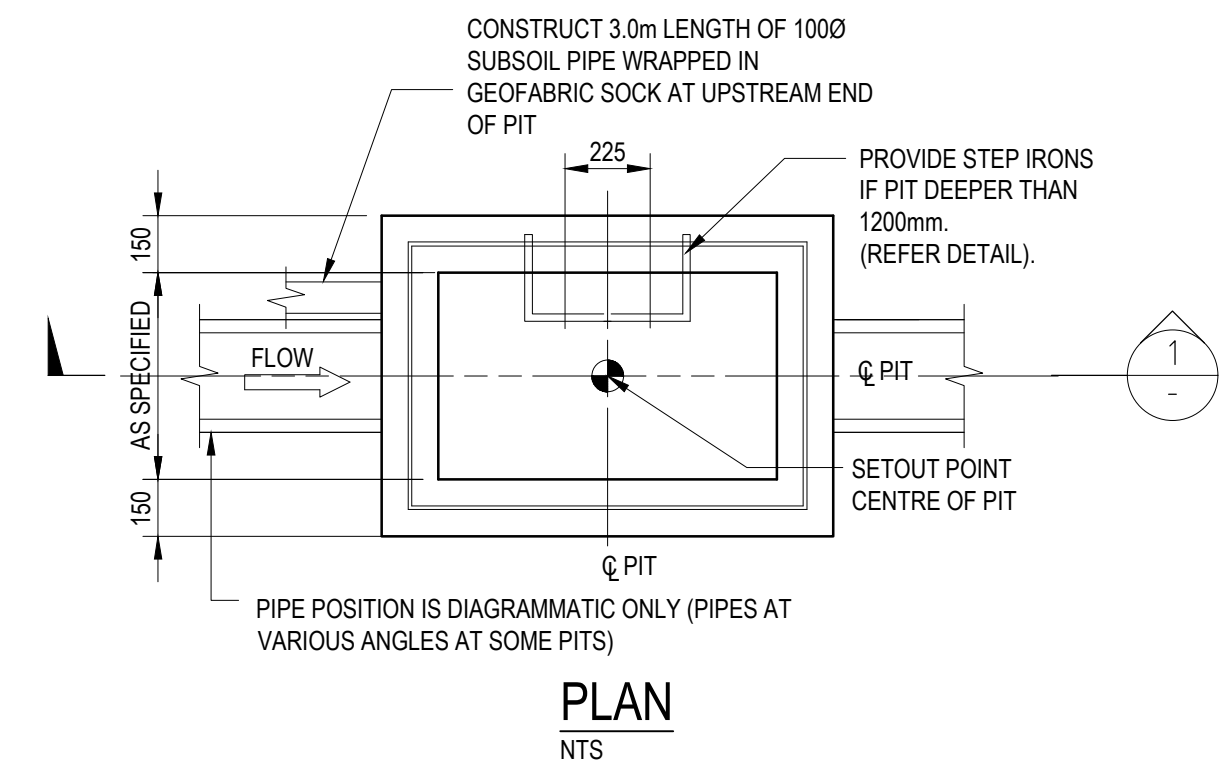 CONSTRUCT 3.0m LENGTH OF 100Ø
SUBSOIL PIPE WRAPPED IN
GEOFABRIC SOCK AT UPSTREAM END
OF PIT
225
PROVIDE STEP IRONS
IF PIT DEEPER THAN
1200mm.
(REFER DETAIL).
150
AS SPECIFIED
150
FLOW
℄ PIT
1
-
SETOUT POINT
CENTRE OF PIT
℄ PIT
PIPE POSITION IS DIAGRAMMATIC ONLY (PIPES AT
VARIOUS ANGLES AT SOME PITS)
PLAN
NTS